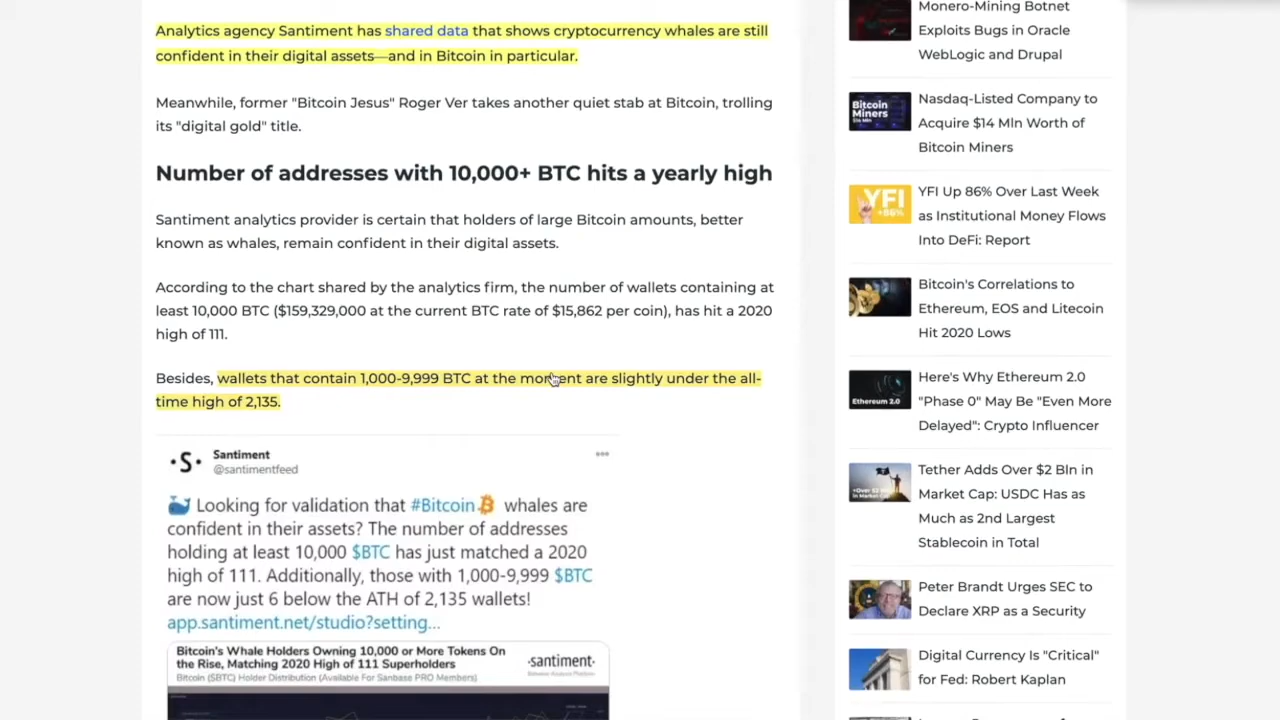 Analytics agency Santiment has shared data that shows cryptocurrency whales are still
confident in their digital assets—and in Bitcoin in particular.
Meanwhile, former "Bitcoin Jesus" Roger Ver takes another quiet stab at Bitcoin, trolling
its "digital gold" title.
Number of addresses with 10,000+ BTC hits a yearly high
Santiment analytics provider is certain that holders of large Bitcoin amounts, better
known as whales, remain confident in their digital assets.
According to the chart shared by the analytics firm, the number of wallets containing at
least 10,000 BTC ($159,329,000 at the current BTC rate of $15,862 per coin), has hit a 2020
high of 111.
Besides, wallets that contain 1,000-9,999 BTC at the moment are slightly under the all-
time high of 2,135.
·S·
Santiment
@santimentfeed
Looking for validation that #Bitcoin whales are
confident in their assets? The number of addresses
holding at least 10,000 $BTC has just matched a 2020
high of 111. Additionally, those with 1,000-9,999 $BTC
are now just 6 below the ATH of 2,135 wallets!
app.santiment.net/studio?setting...
Bitcoin's Whale Holders Owning 10,000 or More Tokens On
the Rise, Matching 2020 High of 111 Superholders
Bitcoin ($BTC) Holder Distribution (Available For Sanbase PRO Members)
·santiment·
Monero-Mining Botnet
Exploits Bugs in Oracle
WebLogic and Drupal
Bitcoin
Miners
$14 Mln
Nasdaq-Listed Company to
Acquire $14 Mln Worth of
Bitcoin Miners
YFI
+86%
YFI Up 86% Over Last Week
as Institutional Money Flows
Into DeFi: Report
Bitcoin's Correlations to
Ethereum, EOS and Litecoin
Hit 2020 Lows
Ethereum 2.0
Here's Why Ethereum 2.0
"Phase 0" May Be "Even More
Delayed": Crypto Influencer
Tether Adds Over $2 Bln in
Market Cap: USDC Has as
Much as 2nd Largest
Stablecoin in Total
Peter Brandt Urges SEC to
Declare XRP as a Security
Digital Currency Is "Critical"
for Fed: Robert Kaplan